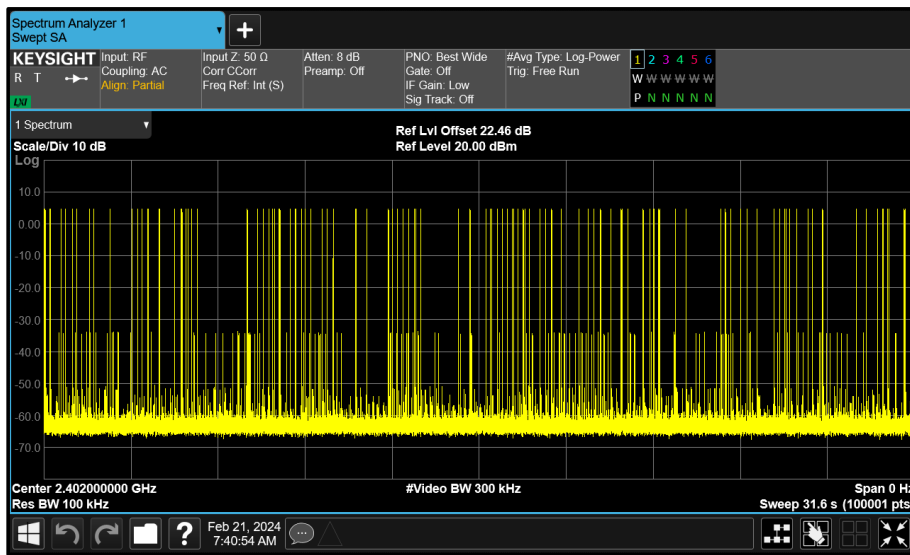 Spectrum Analyzer 1
Swept SA
+
KEYSIGHT
R T
LXI
Input: RF
Coupling: AC
Align: Partial
Input Z: 50 Ω
Corr CCorr
Freq Ref: Int (S)
Atten: 8 dB
Preamp: Off
PNO: Best Wide
Gate: Off
IF Gain: Low
Sig Track: Off
#Avg Type: Log-Power
Trig: Free Run
1 2 3 4 5 6
W W W W W W
P N N N N N
1 Spectrum
Scale/Div 10 dB
Log
Ref Lvl Offset 22.46 dB
Ref Level 20.00 dBm
10.0
0.00
-10.0
-20.0
-30.0
-40.0
-50.0
-60.0
-70.0
Center 2.402000000 GHz
Res BW 100 kHz
#Video BW 300 kHz
Span 0 Hz
Sweep 31.6 s (100001 pts
?
Feb 21, 2024
7:40:54 AM